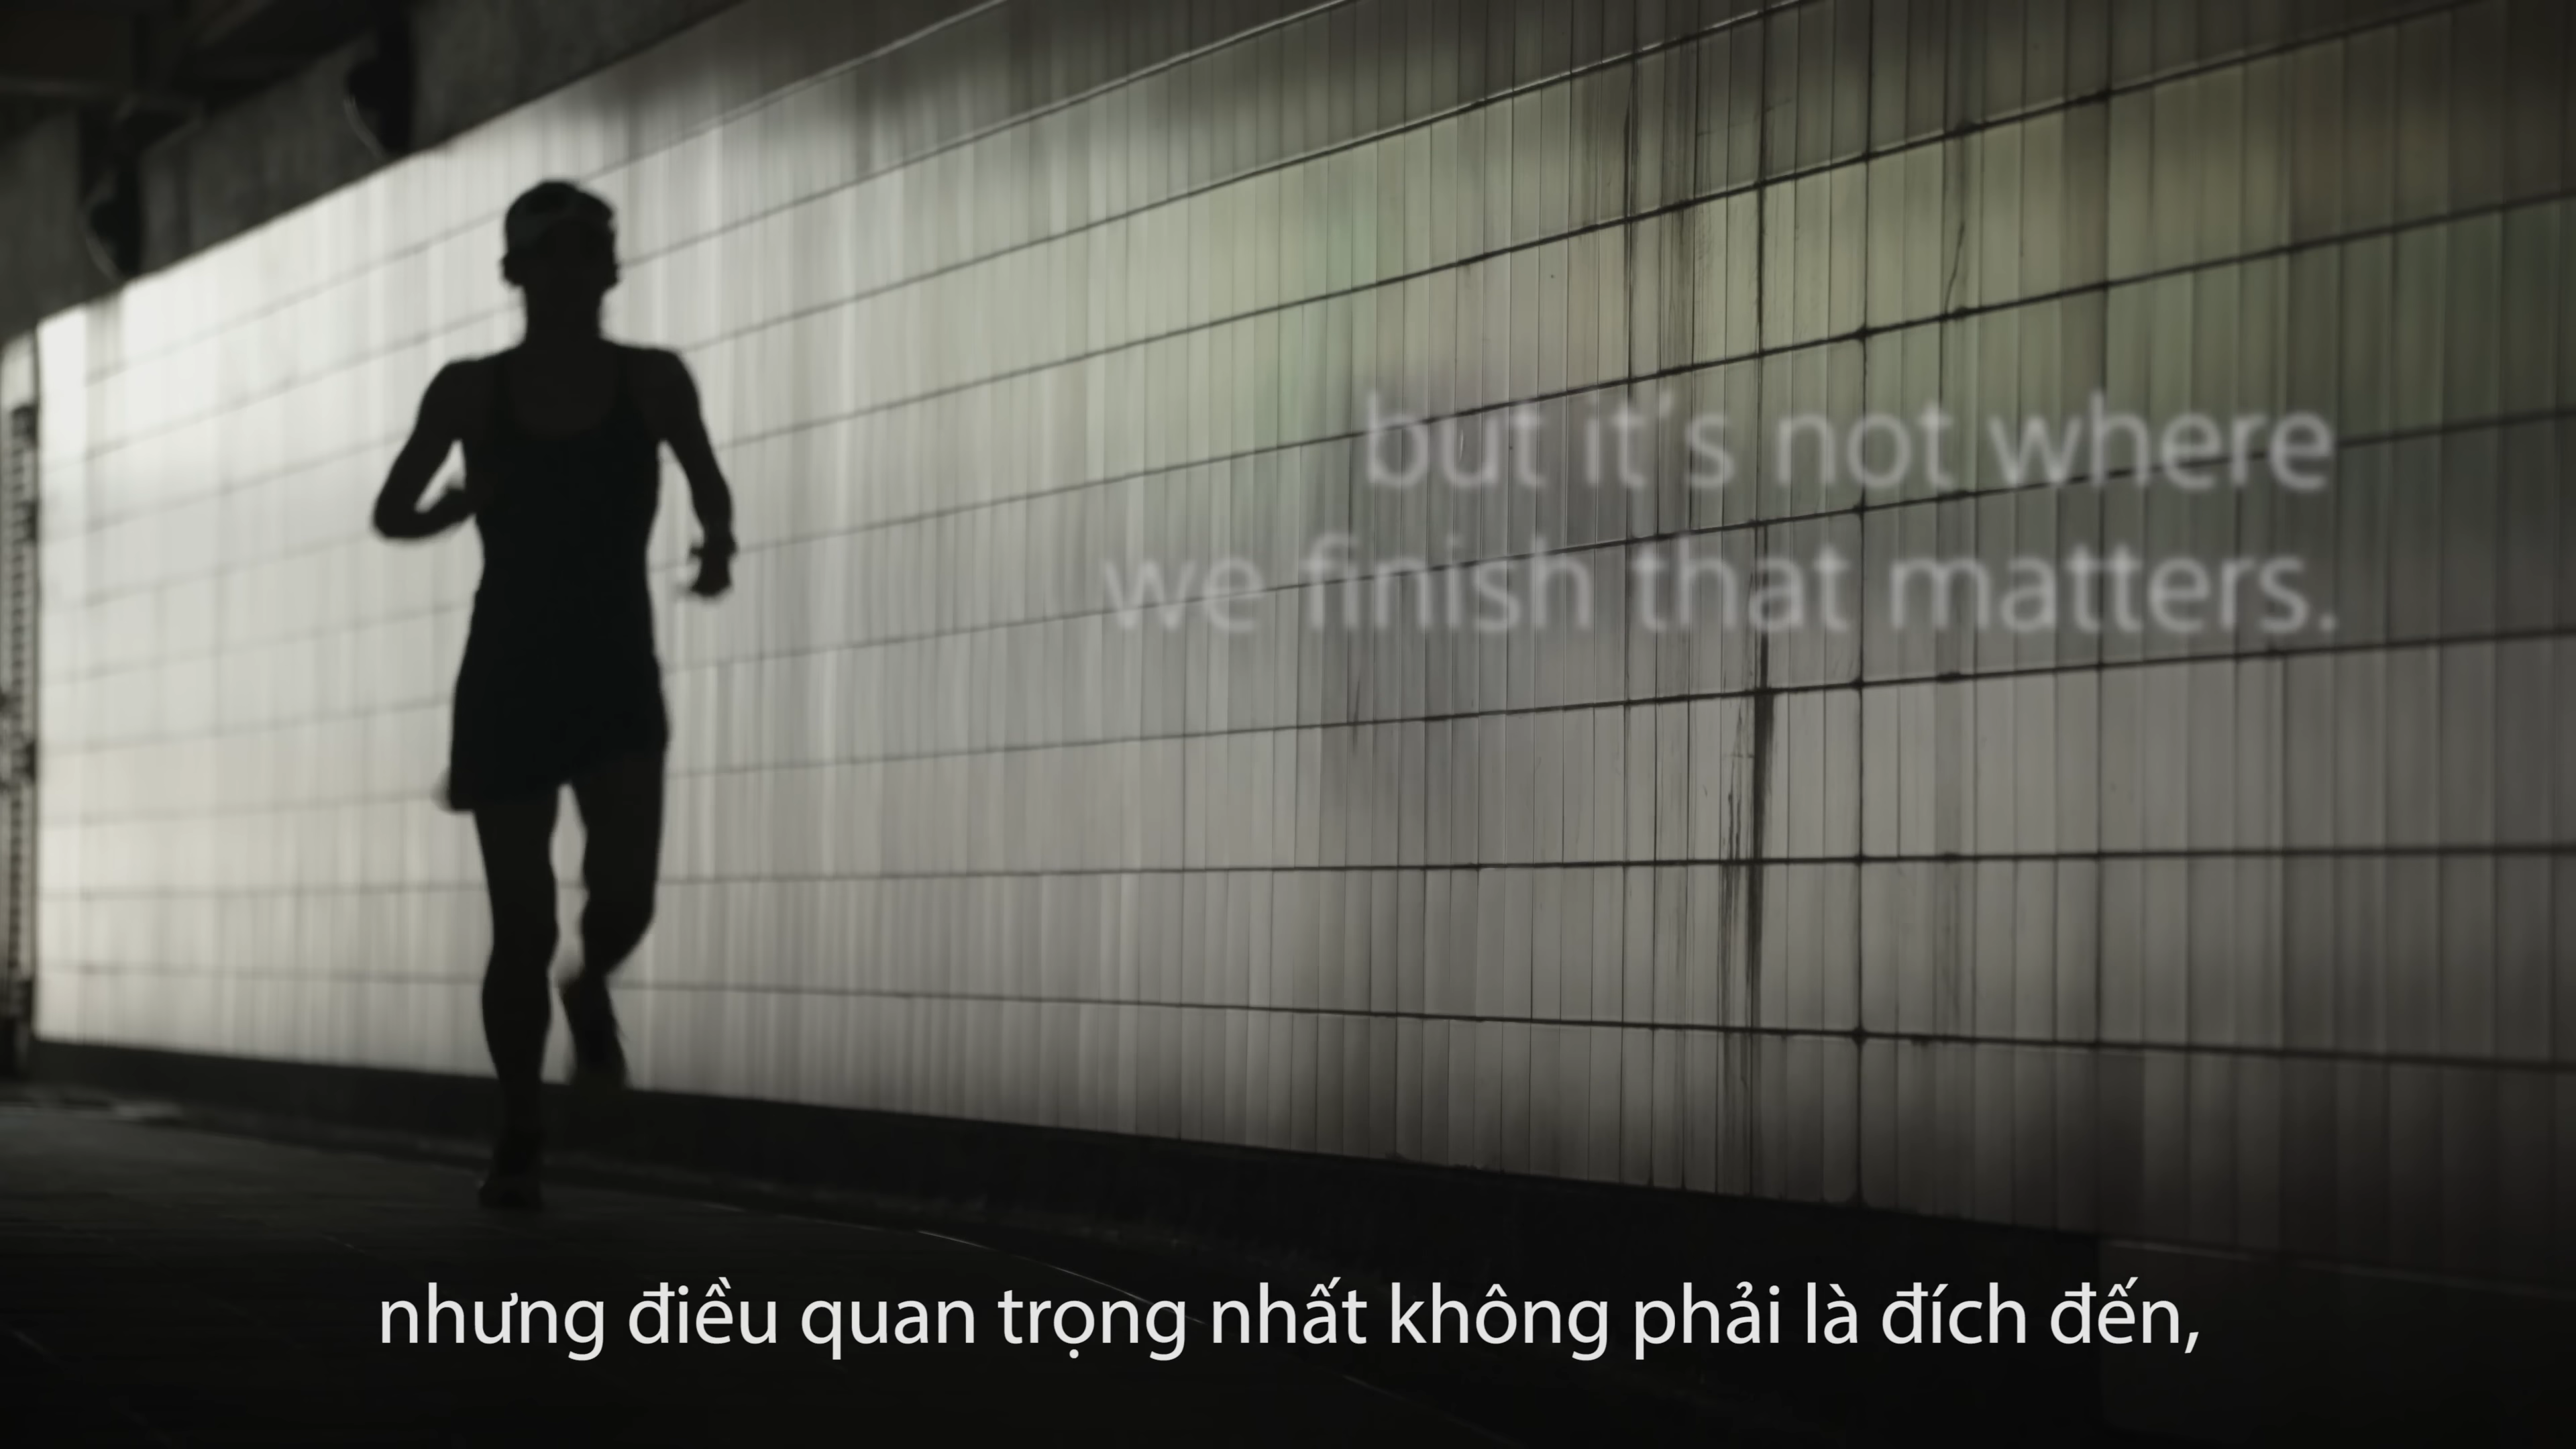 but it's not where
we finish that matters.
nhưng điều quan trọng nhất không phải là đích đến,